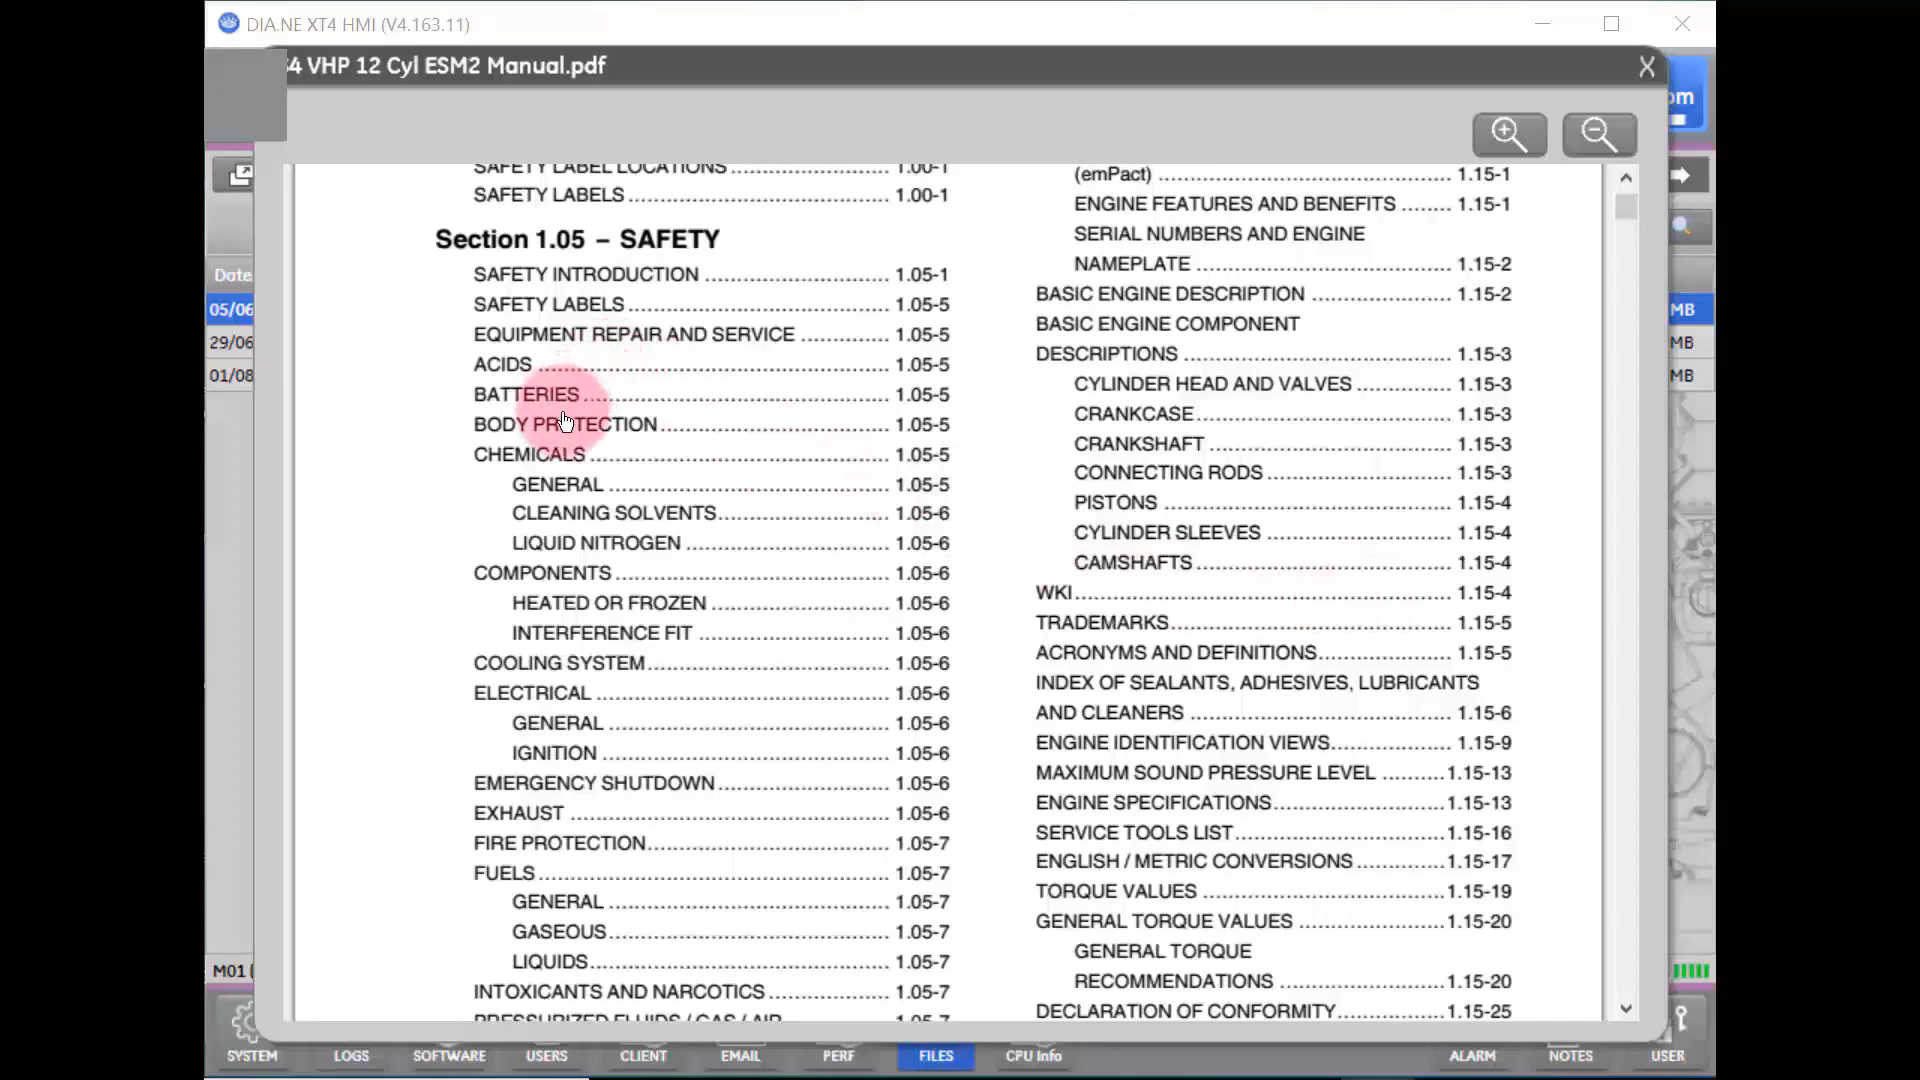 DIA.NE XT4 HMI (V4.163.11)
S4 VHP 12 Cyl ESM2 Manual.pdf
X
om
SAFETY LABEL LOCATIONS ........................ 1.00-1
SAFETY LABELS ........................ 1.00-1
Section 1.05 – SAFETY
SAFETY INTRODUCTION ........................ 1.05-1
SAFETY LABELS ........................ 1.05-5
EQUIPMENT REPAIR AND SERVICE ............ 1.05-5
ACIDS ........................ 1.05-5
BATTERIES ........................ 1.05-5
BODY PROTECTION ........................ 1.05-5
CHEMICALS ........................ 1.05-5
GENERAL ........................ 1.05-5
CLEANING SOLVENTS ........................ 1.05-6
LIQUID NITROGEN ........................ 1.05-6
COMPONENTS ........................ 1.05-6
HEATED OR FROZEN ........................ 1.05-6
INTERFERENCE FIT ........................ 1.05-6
COOLING SYSTEM ........................ 1.05-6
ELECTRICAL ........................ 1.05-6
GENERAL ........................ 1.05-6
IGNITION ........................ 1.05-6
EMERGENCY SHUTDOWN ........................ 1.05-6
EXHAUST ........................ 1.05-6
FIRE PROTECTION ........................ 1.05-7
FUELS ........................ 1.05-7
GENERAL ........................ 1.05-7
GASEOUS ........................ 1.05-7
LIQUIDS ........................ 1.05-7
INTOXICANTS AND NARCOTICS ............... 1.05-7
PRESSURIZED FLUIDS / GAS / AIR ............ 1.05-7
(emPact) ........................ 1.15-1
ENGINE FEATURES AND BENEFITS ........ 1.15-1
SERIAL NUMBERS AND ENGINE
NAMEPLATE ........................ 1.15-2
BASIC ENGINE DESCRIPTION .................. 1.15-2
BASIC ENGINE COMPONENT
DESCRIPTIONS ........................ 1.15-3
CYLINDER HEAD AND VALVES ............. 1.15-3
CRANKCASE ........................ 1.15-3
CRANKSHAFT ........................ 1.15-3
CONNECTING RODS ........................ 1.15-3
PISTONS ........................ 1.15-4
CYLINDER SLEEVES ........................ 1.15-4
CAMSHAFTS ........................ 1.15-4
WKI ........................ 1.15-4
TRADEMARKS ........................ 1.15-5
ACRONYMS AND DEFINITIONS ................. 1.15-5
INDEX OF SEALANTS, ADHESIVES, LUBRICANTS
AND CLEANERS ........................ 1.15-6
ENGINE IDENTIFICATION VIEWS ............... 1.15-9
MAXIMUM SOUND PRESSURE LEVEL .......... 1.15-13
ENGINE SPECIFICATIONS ...................... 1.15-13
SERVICE TOOLS LIST ........................ 1.15-16
ENGLISH / METRIC CONVERSIONS ........... 1.15-17
TORQUE VALUES ........................ 1.15-19
GENERAL TORQUE VALUES ................... 1.15-20
GENERAL TORQUE
RECOMMENDATIONS ..................... 1.15-20
DECLARATION OF CONFORMITY .............. 1.15-25
Date
05/06
29/06
01/08
MB
MB
MB
M01 (
SYSTEM
LOGS
SOFTWARE
USERS
CLIENT
EMAIL
PERF
FILES
CPU Info
ALARM
NOTES
USER